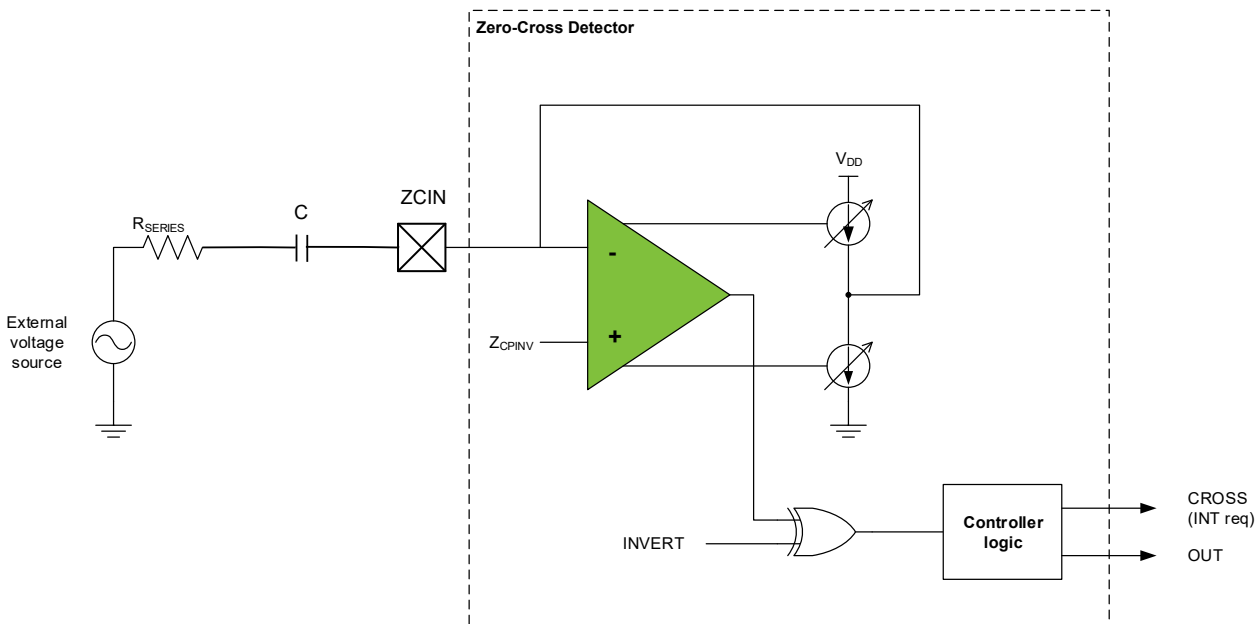 Zero-Cross Detector
V_DD
ZCIN
C
R_SERIES
-
External
voltage
source
+
Z_CPINV
CROSS
(INT req)
Controller
logic
INVERT
OUT